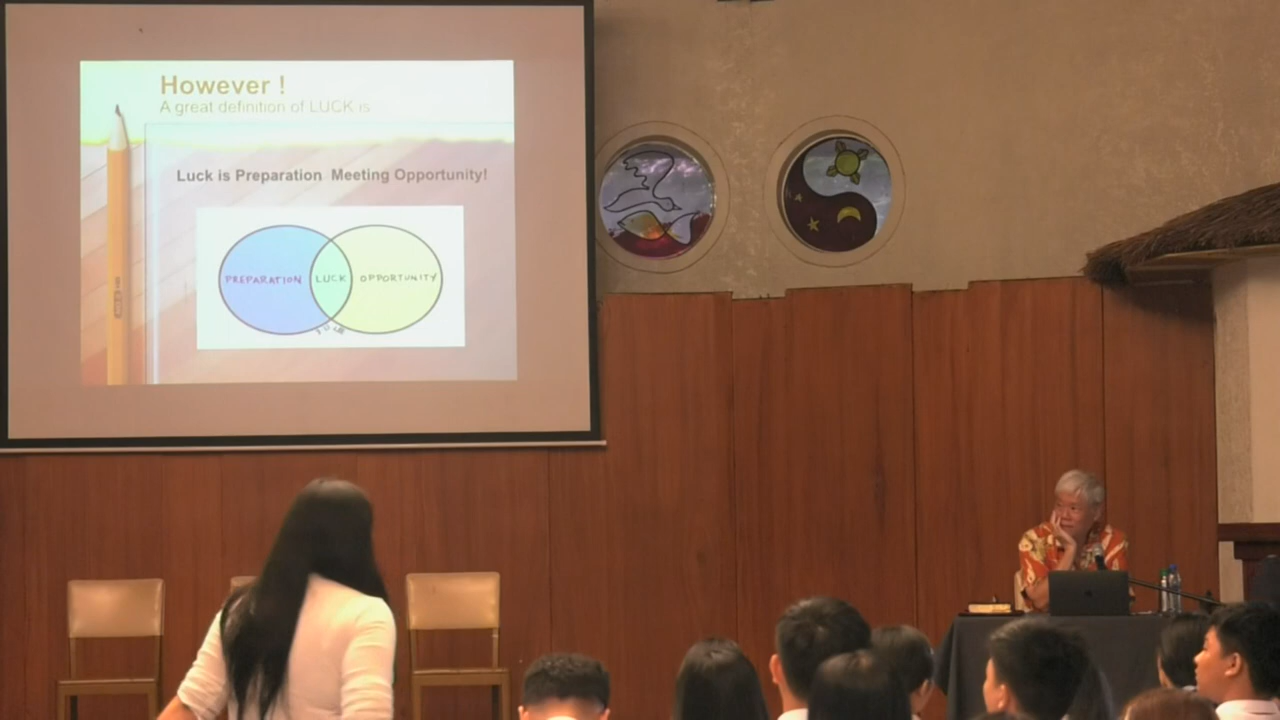 However !
A great definition of LUCK is
Luck is Preparation Meeting Opportunity!
PREPARATION LUCK OPPORTUNITY